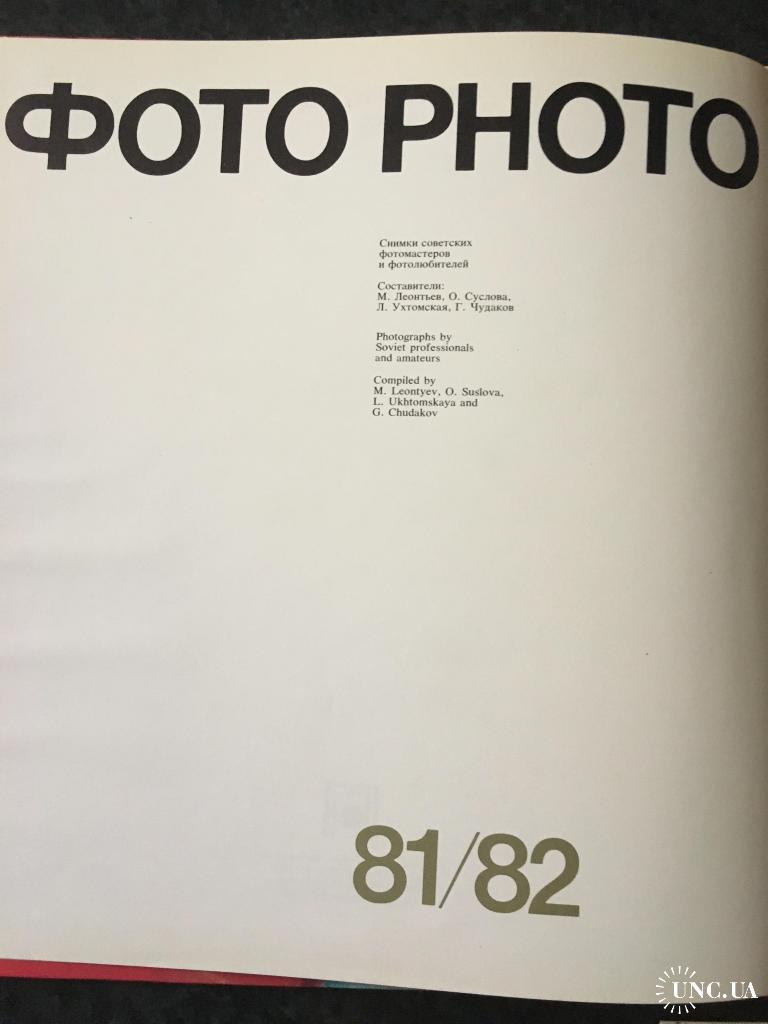 ФОТО PHOTO
Снимки советских
фотомастеров
и фотолюбителей
Составители:
М. Леонтьев, О. Суслова,
Л. Ухтомская, Г. Чудаков
Photographs by
Soviet professionals
and amateurs
Compiled by
M. Leontyev, O. Suslova,
L. Ukhtomskaya and
G. Chudakov
81/82
UNC.UA